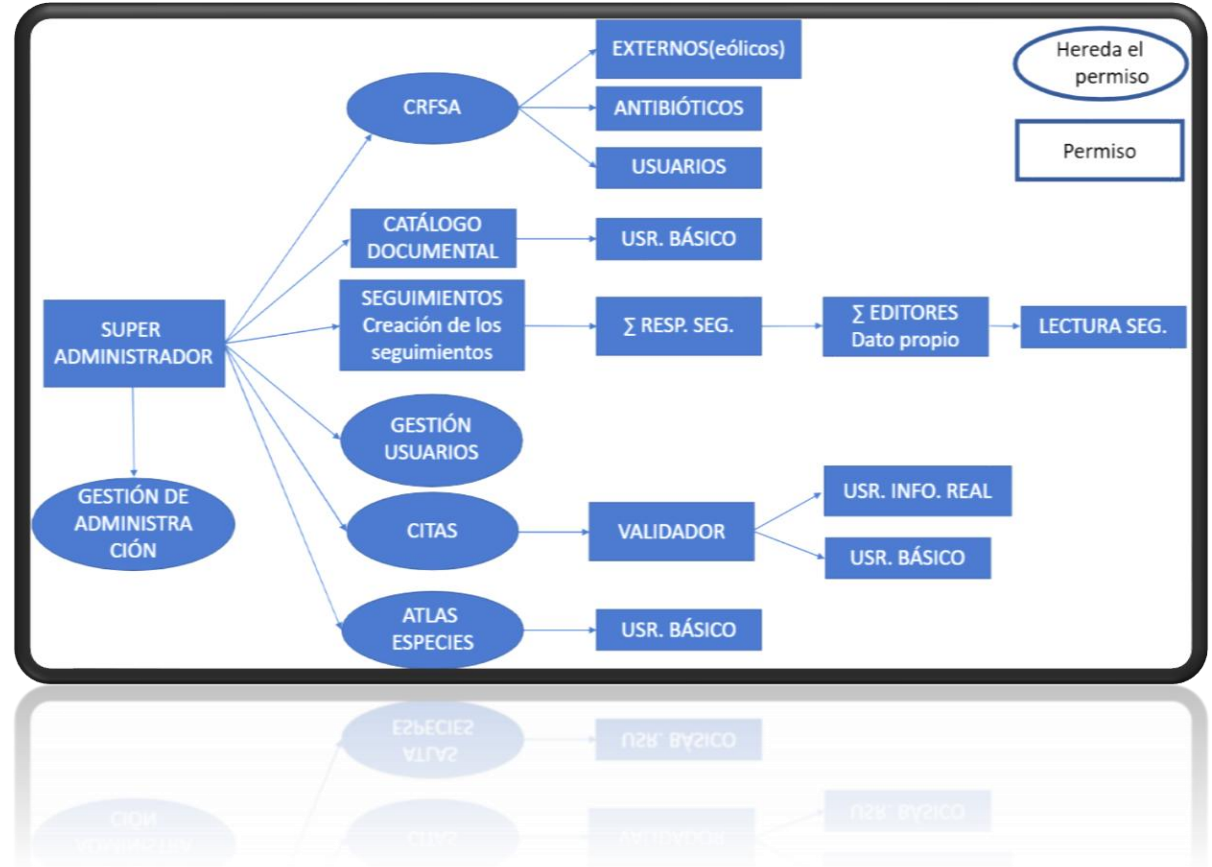 EXTERNOS(eólicos)
Hereda el
permiso
CRFSA
ANTIBIÓTICOS
Permiso
USUARIOS
CATÁLOGO
DOCUMENTAL
USR. BÁSICO
SEGUIMIENTOS
Creación de los
seguimientos
∑ RESP. SEG.
∑ EDITORES
Dato propio
LECTURA SEG.
SUPER
ADMINISTRADOR
GESTIÓN
USUARIOS
GESTIÓN DE
ADMINISTRA
CIÓN
CITAS
VALIDADOR
USR. INFO. REAL
USR. BÁSICO
ATLAS
ESPECIES
USR. BÁSICO